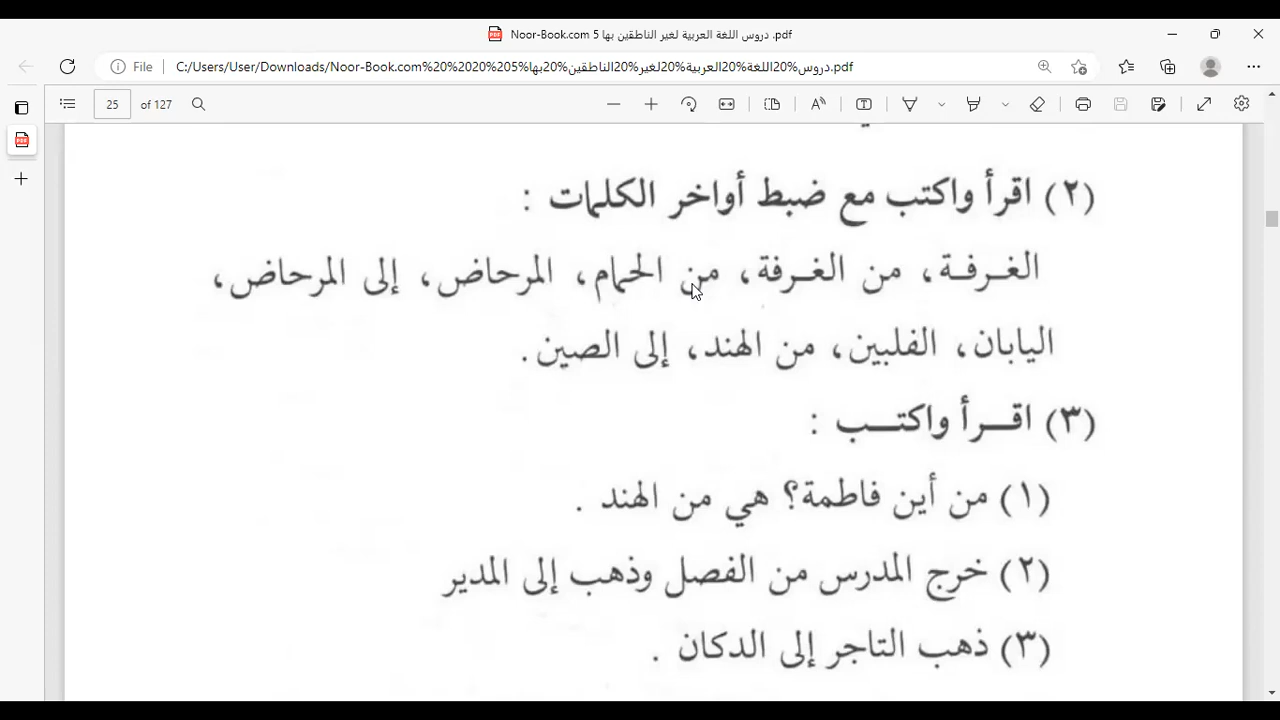 Noor-Book.com 5 دروس اللغة العربية لغير الناطقين بها .pdf
File
C:/Users/User/Downloads/Noor-Book.com%20%20%2020%205دروس%20اللغة%20العربية%20لغير%20الناطقين%20بها.pdf
25 of 127
(٢) اقرأ واكتب مع ضبط أواخر الكلمات :
الغرفة، من الغرفة، من الحمام، المرحاض، إلى المرحاض،
اليابان، الفلبين، من الهند، إلى الصين.
(٣) اقرأ واكتب :
(١) من أين فاطمة؟ هي من الهند .
(٢) خرج المدرس من الفصل وذهب إلى المدير
(٣) ذهب التاجر إلى الدكان .